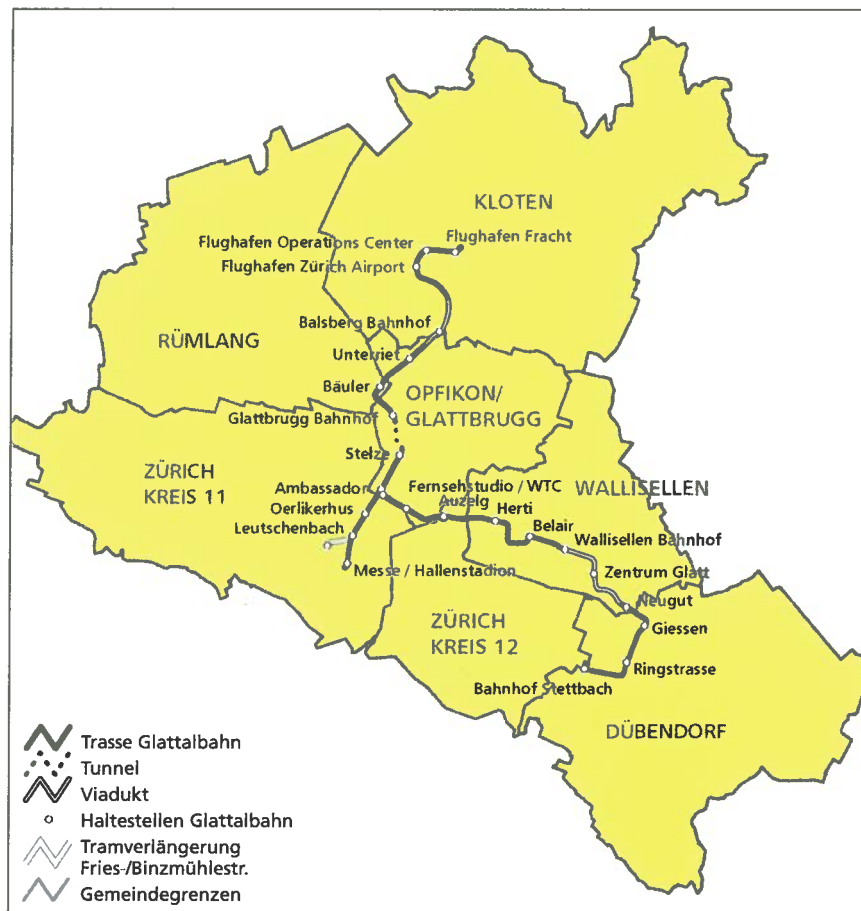 KLOTEN
Flughafen Operations Center
Flughafen Fracht
Flughafen Zürich Airport
Balsberg Bahnhof
RÜMLANG
Unterriet
Bäuler
OPFIKON/
GLATTBRUGG
Glattbrugg Bahnhof
Stelze
ZÜRICH
KREIS 11
Ambassador
Fernsehstudio / WTC
WALLISELLEN
Auzelg
Oerlikerhus
Herti
Leutschenbach
Belair
Wallisellen Bahnhof
Messe / Hallenstadion
Zentrum Glatt
Neugut
ZÜRICH
KREIS 12
Giessen
Ringstrasse
Bahnhof Stettbach
DÜBENDORF
Trasse Glattalbahn
Tunnel
Viadukt
Haltestellen Glattalbahn
Tramverlängerung
Fries-/Binzmühlestr.
Gemeindegrenzen